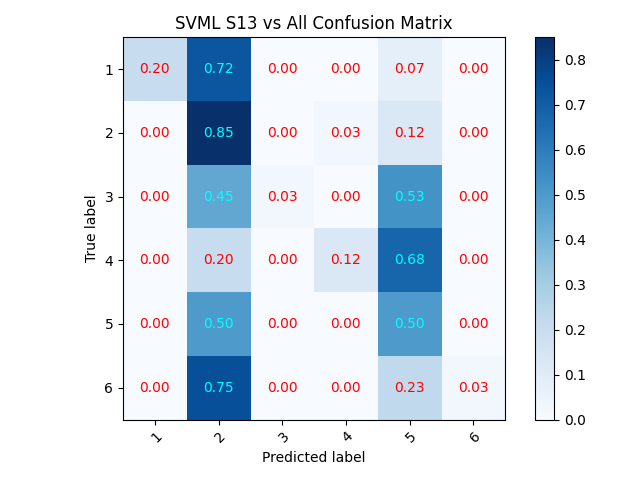 SVML S13 vs All Confusion Matrix
1 0.20 0.72 0.00 0.00 0.07 0.00
2 0.00 0.85 0.00 0.03 0.12 0.00
3 0.00 0.45 0.03 0.00 0.53 0.00
4 0.00 0.20 0.00 0.12 0.68 0.00
5 0.00 0.50 0.00 0.00 0.50 0.00
6 0.00 0.75 0.00 0.00 0.23 0.03
1 2 3 4 5 6
True label
Predicted label
0.8
0.7
0.6
0.5
0.4
0.3
0.2
0.1
0.0